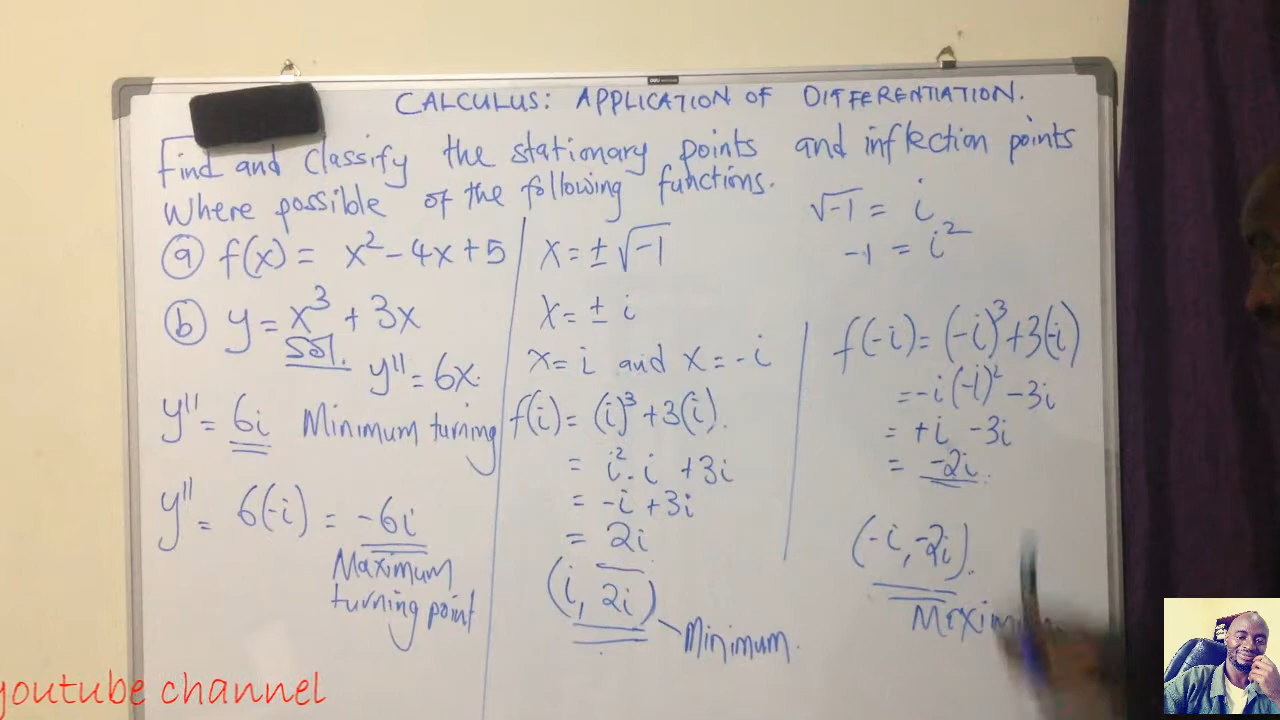 CALCULUS: APPLICATION OF DIFFERENTIATION.
Find and classify the stationary points and inflection points
where possible of the following functions.
(a) f(x) = x² - 4x + 5
(b) y = x³ + 3x
Sol.
y'' = 6x.
y'' = 6i Minimum turning
y'' = 6(-i) = -6i
Maximum
turning point
x = ± √-1
x = ± i
x = i and x = -i
f(i) = (i)³ + 3(i).
= i² . i + 3i
= -i + 3i
= 2i
(i, 2i)
Minimum.
√-1 = i
-1 = i²
f(-i) = (-i)³ + 3(-i)
= -i(-i)² - 3i
= +i - 3i
= -2i.
(-i, -2i).
youtube channel